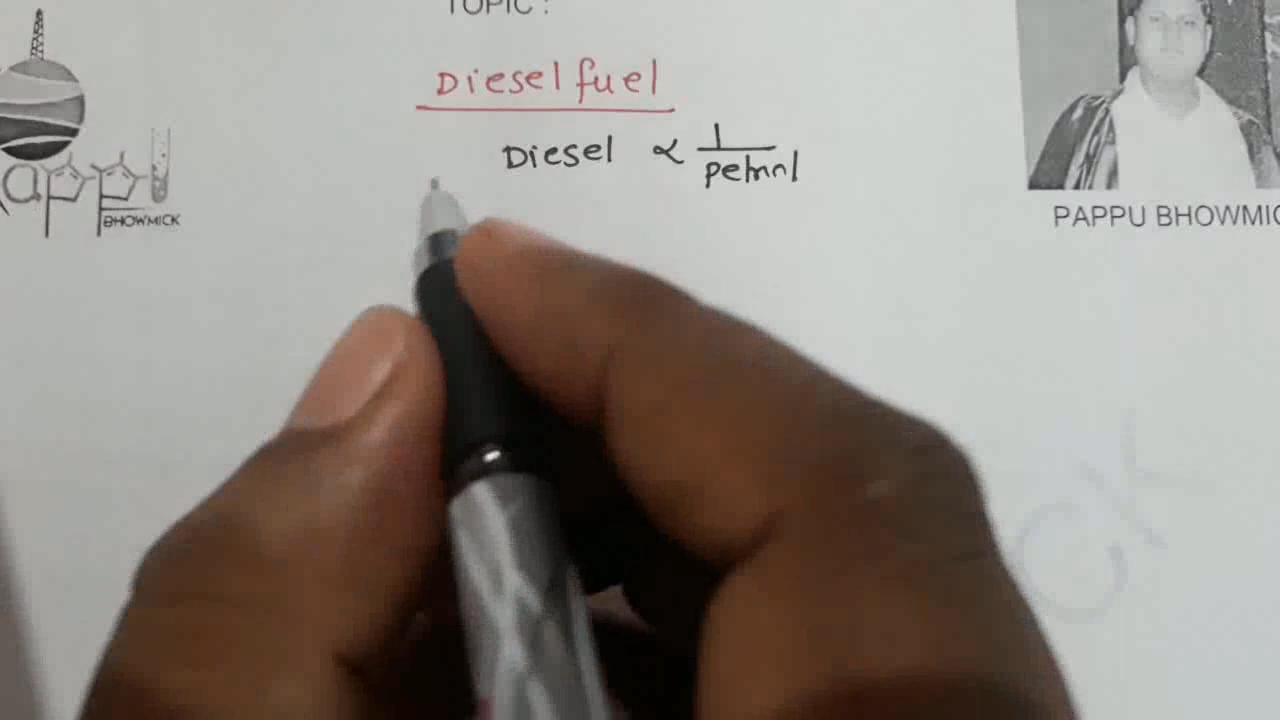 TOPIC :
Diesel fuel
Diesel ∝ 1/petrol
BHOWMICK
PAPPU BHOWMIC